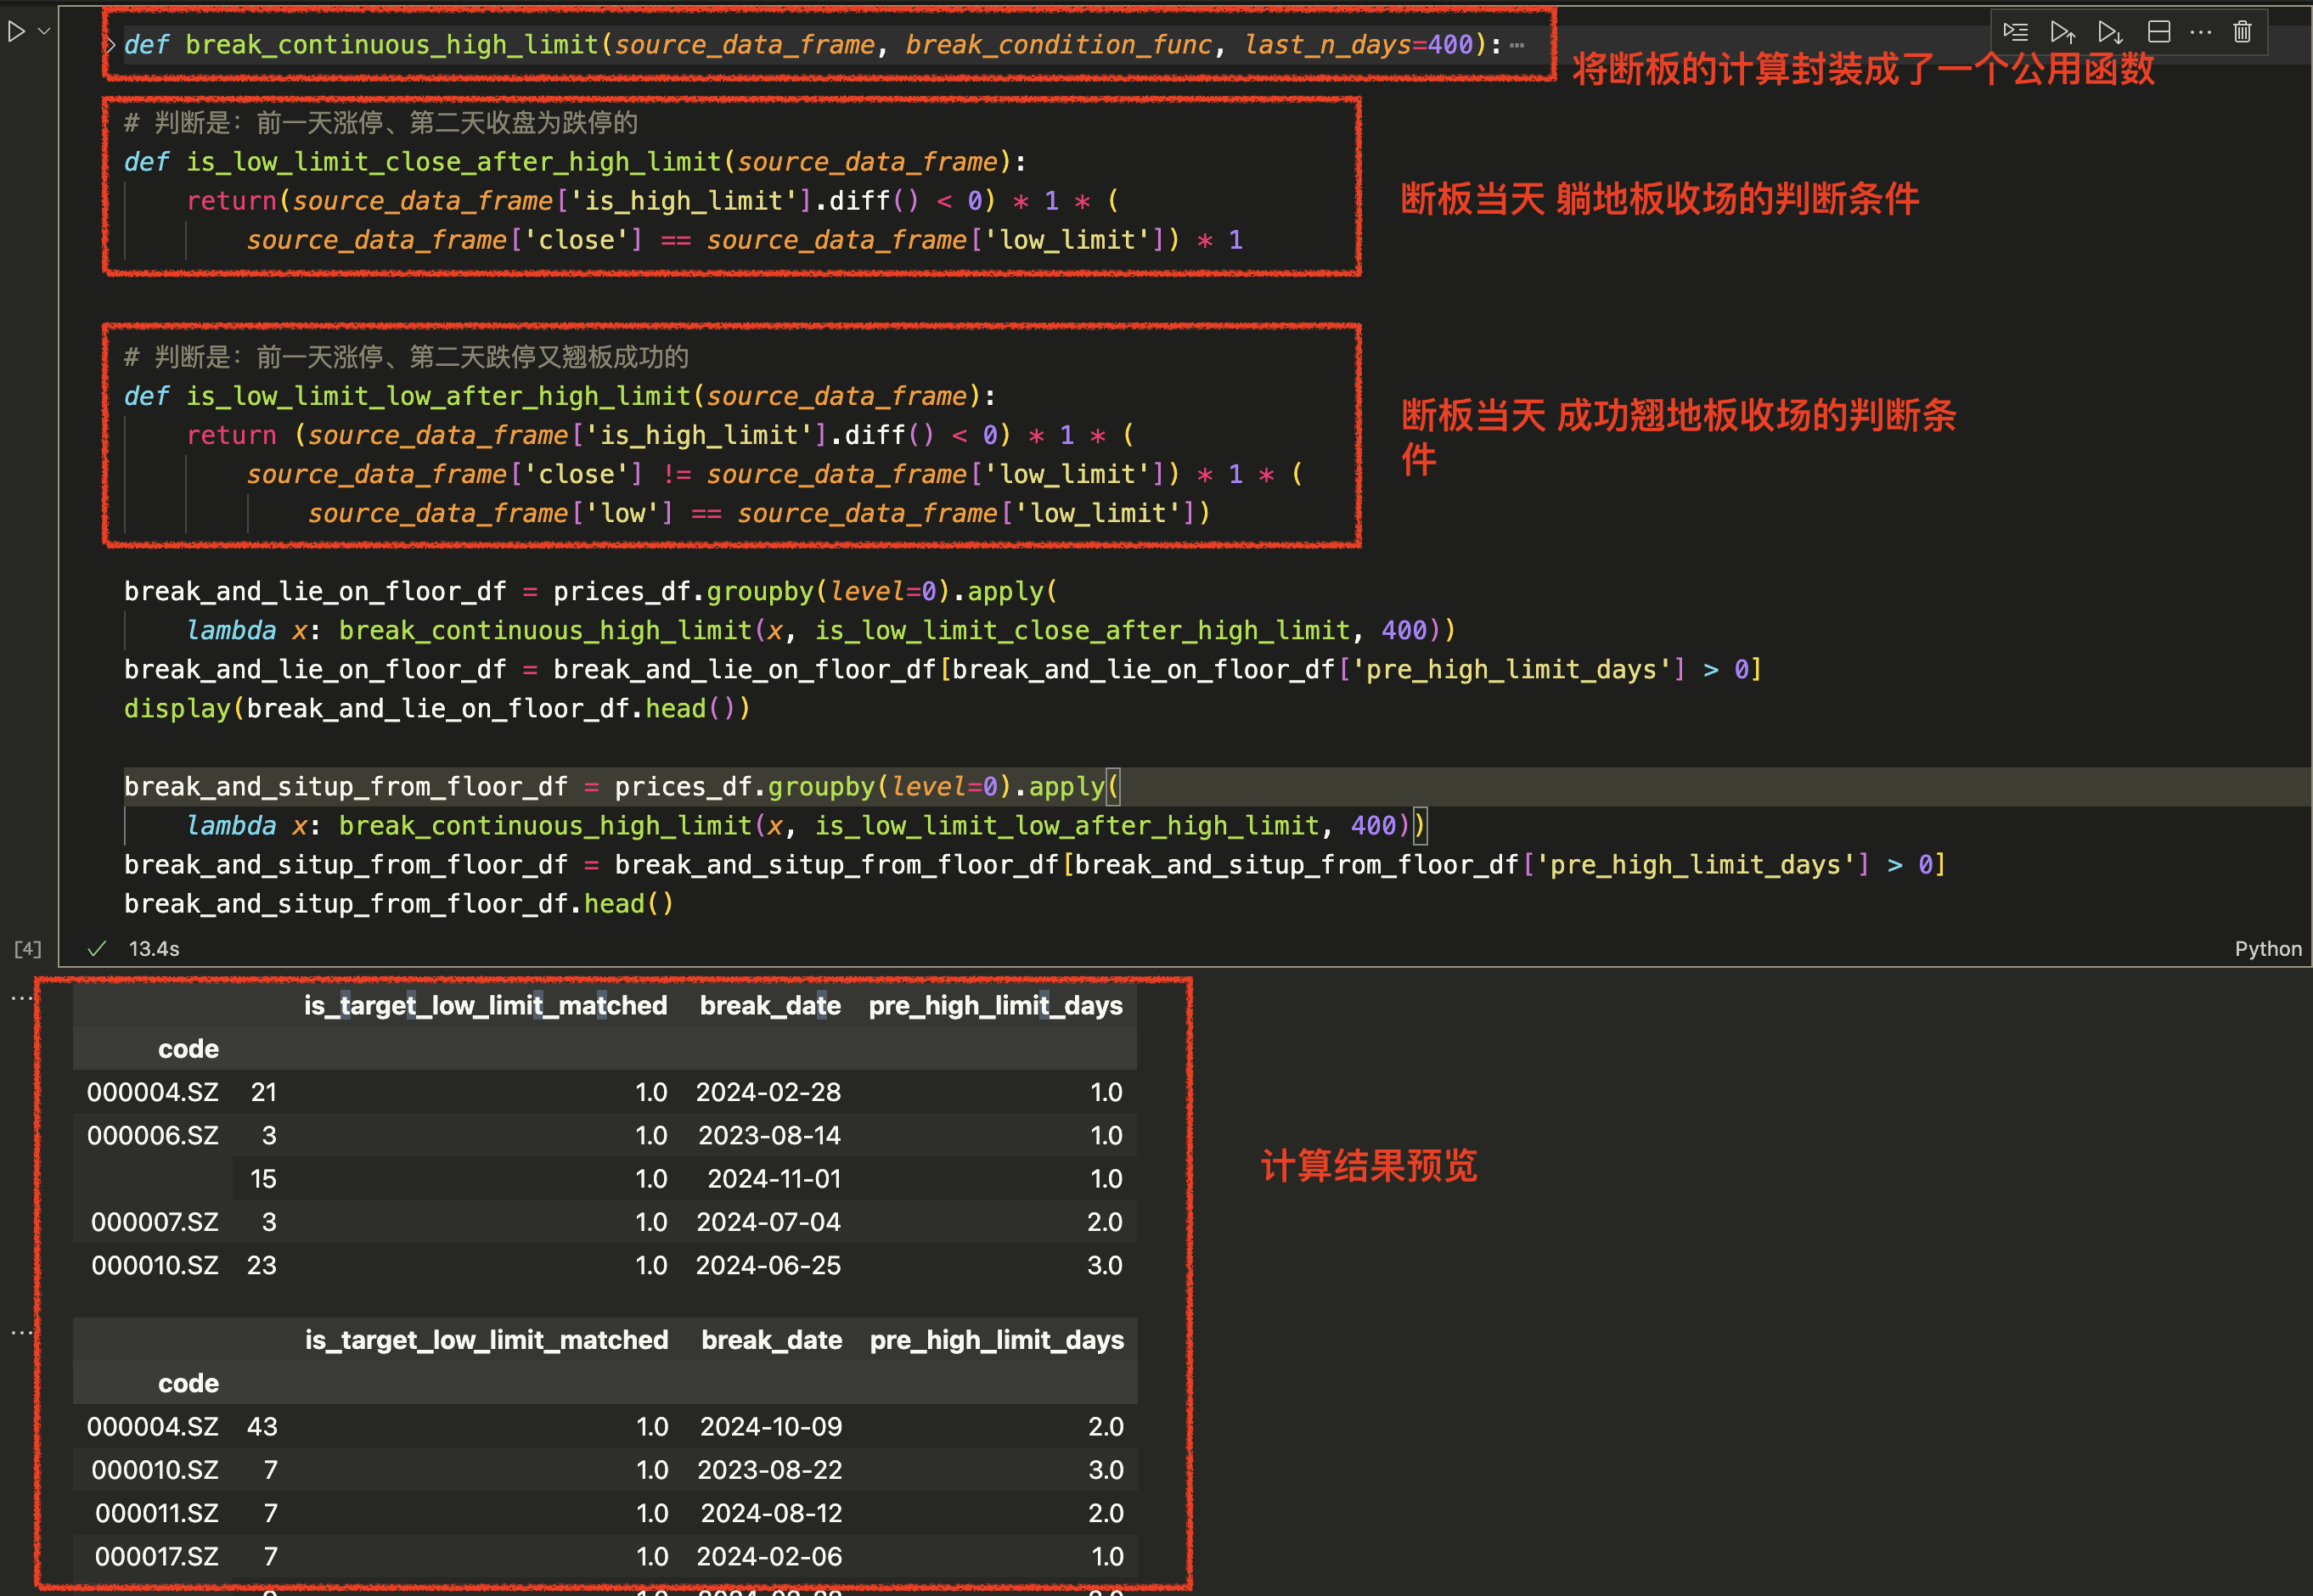 def break_continuous_high_limit(source_data_frame, break_condition_func, last_n_days=400):…
将断板的计算封装成了一个公用函数
# 判断是：前一天涨停、第二天收盘为跌停的
def is_low_limit_close_after_high_limit(source_data_frame):
return(source_data_frame['is_high_limit'].diff() < 0) * 1 * (
source_data_frame['close'] == source_data_frame['low_limit']) * 1
断板当天 躺地板收场的判断条件
# 判断是：前一天涨停、第二天跌停又翘板成功的
def is_low_limit_low_after_high_limit(source_data_frame):
return (source_data_frame['is_high_limit'].diff() < 0) * 1 * (
source_data_frame['close'] != source_data_frame['low_limit']) * 1 * (
source_data_frame['low'] == source_data_frame['low_limit'])
断板当天 成功翘地板收场的判断条
件
break_and_lie_on_floor_df = prices_df.groupby(level=0).apply(
lambda x: break_continuous_high_limit(x, is_low_limit_close_after_high_limit, 400))
break_and_lie_on_floor_df = break_and_lie_on_floor_df[break_and_lie_on_floor_df['pre_high_limit_days'] > 0]
display(break_and_lie_on_floor_df.head())
break_and_situp_from_floor_df = prices_df.groupby(level=0).apply(
lambda x: break_continuous_high_limit(x, is_low_limit_low_after_high_limit, 400))
break_and_situp_from_floor_df = break_and_situp_from_floor_df[break_and_situp_from_floor_df['pre_high_limit_days'] > 0]
break_and_situp_from_floor_df.head()
[4] 13.4s Python
is_target_low_limit_matched break_date pre_high_limit_days
code
000004.SZ 21 1.0 2024-02-28 1.0
000006.SZ 3 1.0 2023-08-14 1.0
15 1.0 2024-11-01 1.0
000007.SZ 3 1.0 2024-07-04 2.0
000010.SZ 23 1.0 2024-06-25 3.0
计算结果预览
is_target_low_limit_matched break_date pre_high_limit_days
code
000004.SZ 43 1.0 2024-10-09 2.0
000010.SZ 7 1.0 2023-08-22 3.0
000011.SZ 7 1.0 2024-08-12 2.0
000017.SZ 7 1.0 2024-02-06 1.0